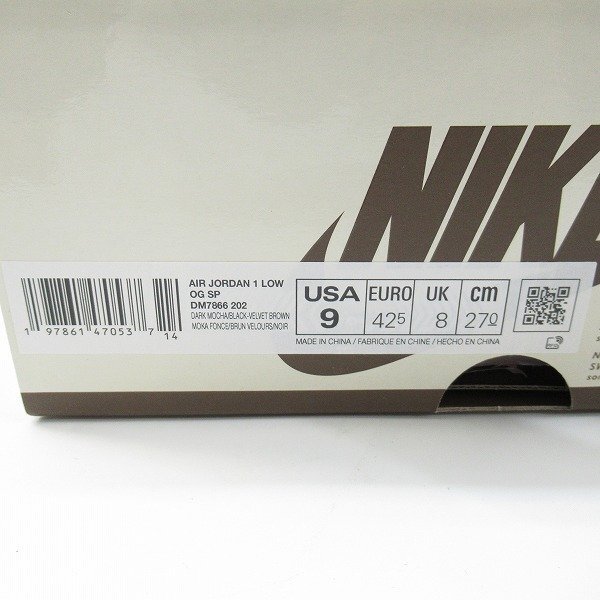 NIKE
AIR JORDAN 1 LOW
OG SP
DM7866 202
DARK MOCHA/BLACK-VELVET BROWN
MOKA FONCE/BRUN VELOURS/NOIR
1 97861 47053 7 14
USA
9
EURO
42.5
UK
8
cm
27.0
MADE IN CHINA / FABRIQUE EN CHINE / HECHO EN CHINA